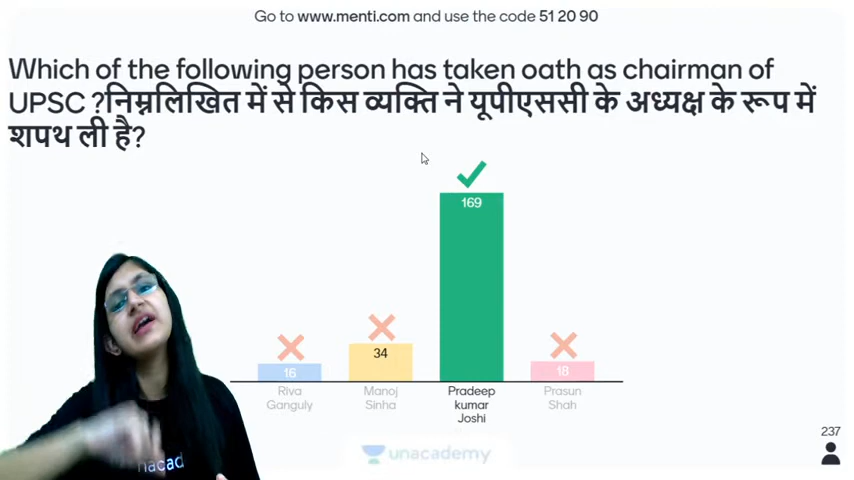 Go to www.menti.com and use the code 51 20 90
Which of the following person has taken oath as chairman of
UPSC ?निम्नलिखित में से किस व्यक्ति ने यूपीएससी के अध्यक्ष के रूप में
शपथ ली है?
169
34
16
18
Riva
Ganguly
Manoj
Sinha
Pradeep
kumar
Joshi
Prasun
Shah
237
unacademy
nacad